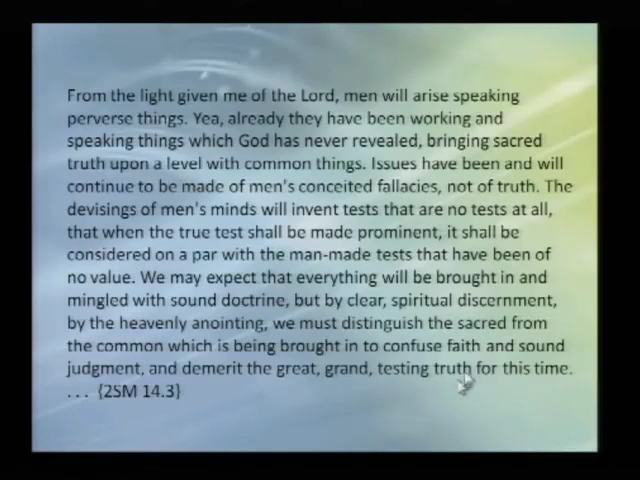 From the light given me of the Lord, men will arise speaking
perverse things. Yea, already they have been working and
speaking things which God has never revealed, bringing sacred
truth upon a level with common things. Issues have been and will
continue to be made of men's conceited fallacies, not of truth. The
devisings of men's minds will invent tests that are no tests at all,
that when the true test shall be made prominent, it shall be
considered on a par with the man-made tests that have been of
no value. We may expect that everything will be brought in and
mingled with sound doctrine, but by clear, spiritual discernment,
by the heavenly anointing, we must distinguish the sacred from
the common which is being brought in to confuse faith and sound
judgment, and demerit the great, grand, testing truth for this time.
. . . {2SM 14.3}